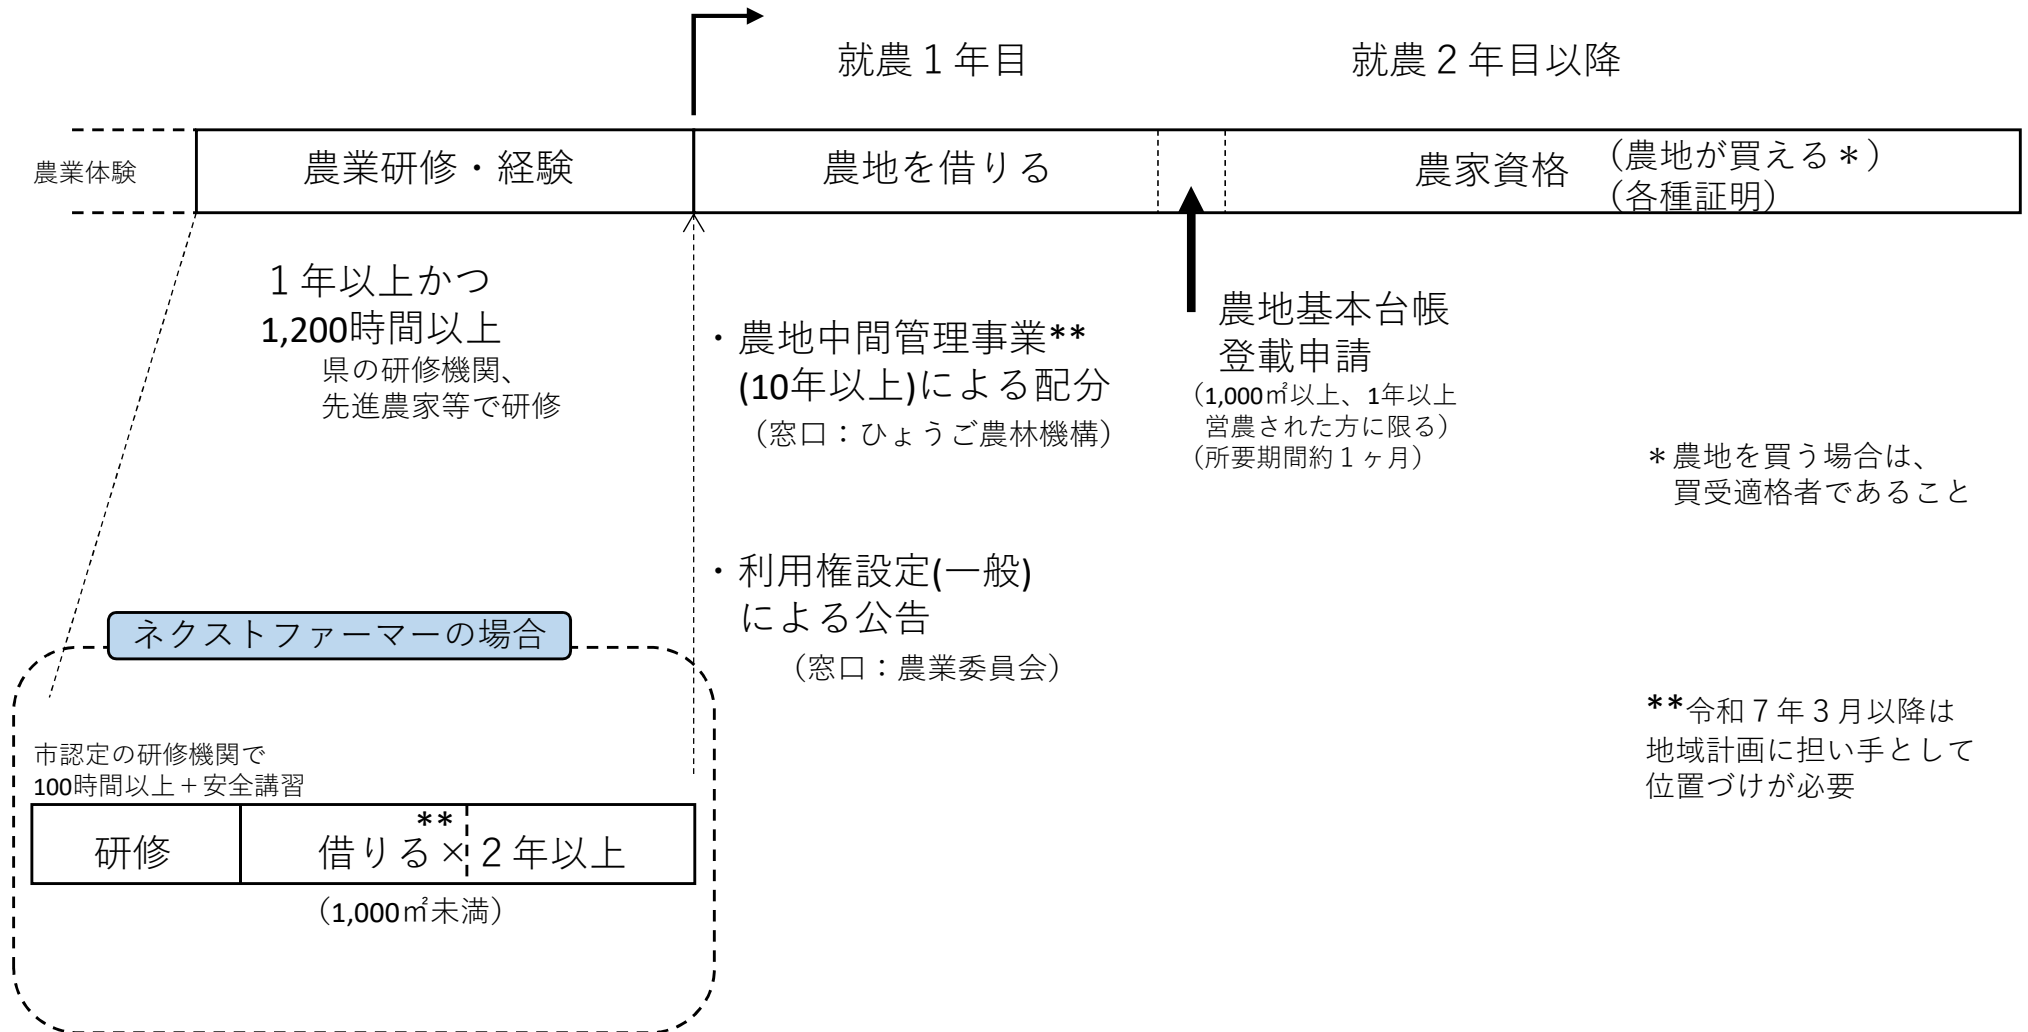 就農１年目
就農２年目以降
農業体験
農業研修・経験
農地を借りる
農家資格
（農地が買える＊）
（各種証明）
１年以上かつ
1,200時間以上
県の研修機関、
先進農家等で研修
・農地中間管理事業**
(10年以上)による配分
（窓口：ひょうご農林機構）
・利用権設定(一般)
による公告
（窓口：農業委員会）
農地基本台帳
登載申請
（1,000㎡以上、1年以上
営農された方に限る）
（所要期間約１ヶ月）
＊農地を買う場合は、
買受適格者であること
**令和７年３月以降は
地域計画に担い手として
位置づけが必要
ネクストファーマーの場合
市認定の研修機関で
100時間以上＋安全講習
研修
**
借りる×２年以上
（1,000㎡未満）